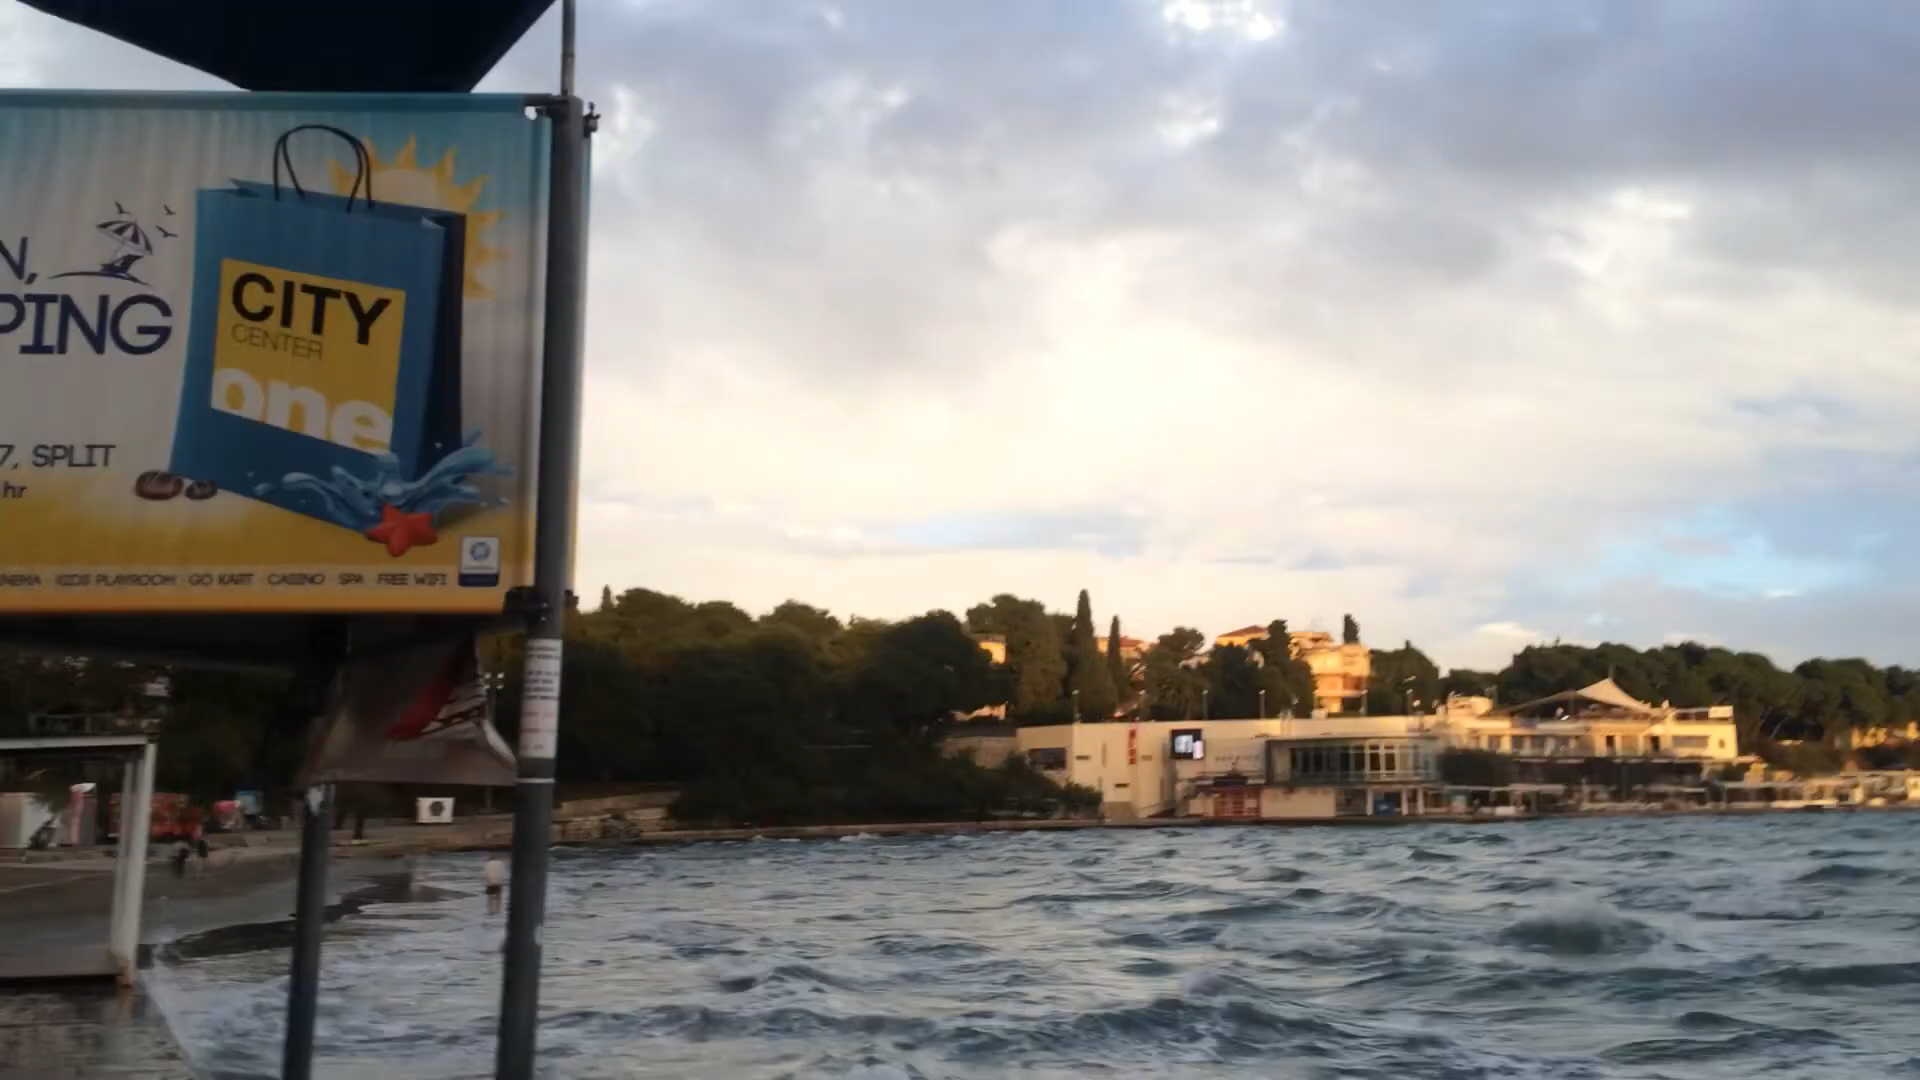 N,
PING
CITY
CENTER
one
7, SPLIT
hr
NEMA · KIDS PLAYROOM · GO KART · CASINO · SPA · FREE WIFI